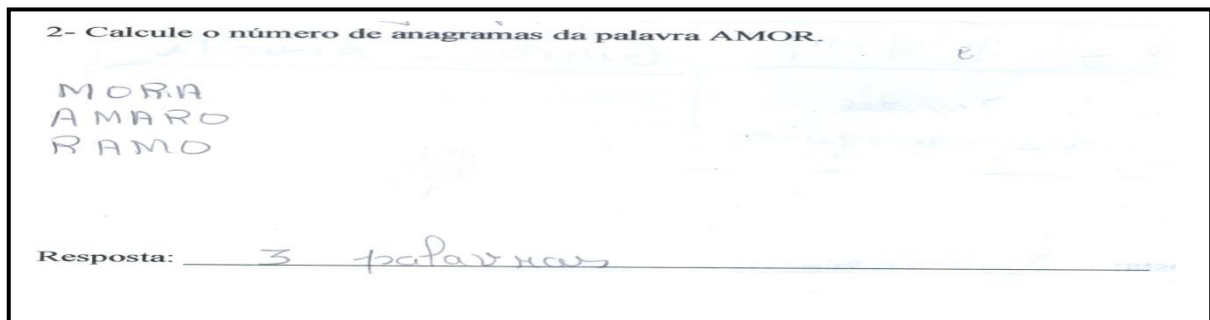 2- Calcule o número de anagramas da palavra AMOR.
e
MORA
AMARO
RAMO
Resposta: 3 palavras